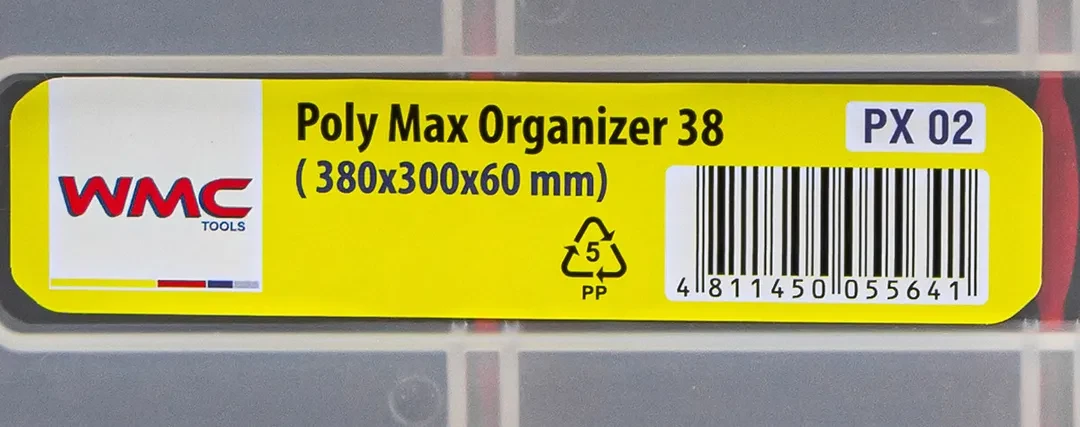 WMC
TOOLS
Poly Max Organizer 38
( 380x300x60 mm)
5
PP
PX 02
4 811450 055641